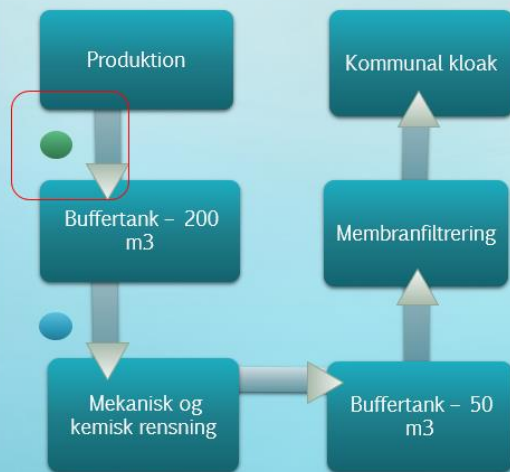 Produktion
Buffertank – 200
m3
Mekanisk og
kemisk rensning
Buffertank – 50
m3
Membranfiltrering
Kommunal kloak